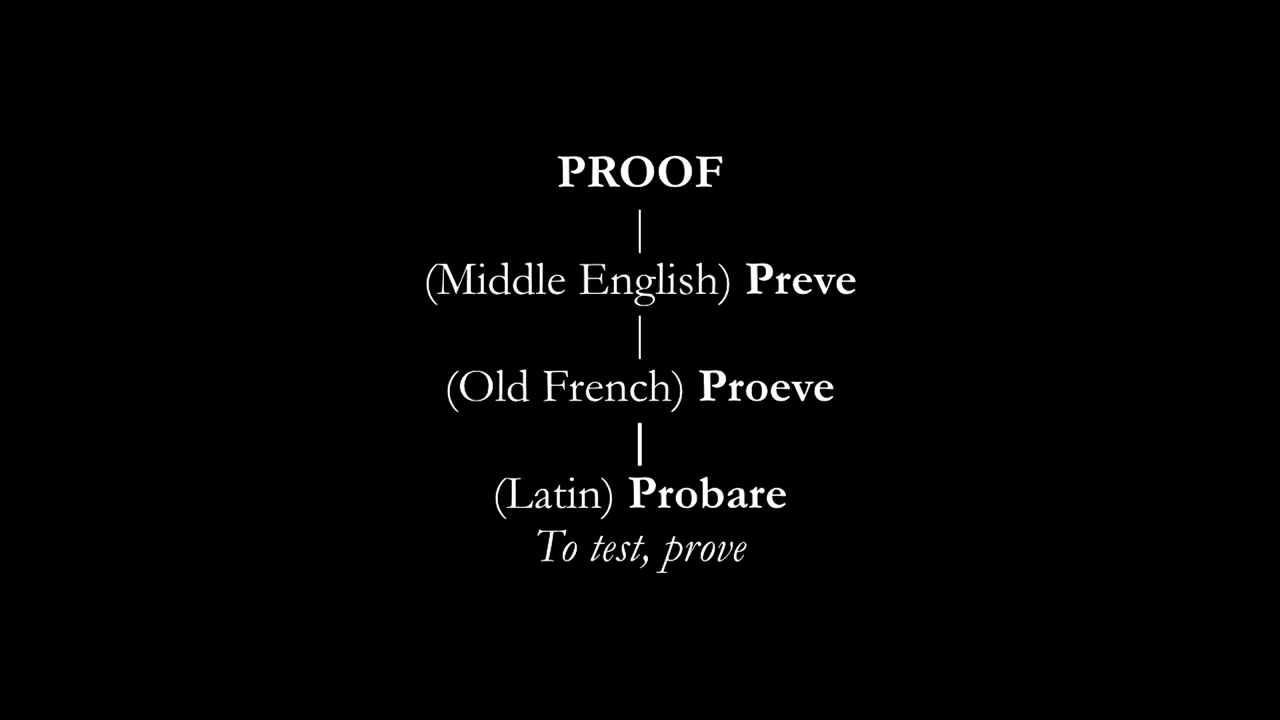 PROOF
(Middle English) Preve
(Old French) Proeve
(Latin) Probare
To test, prove